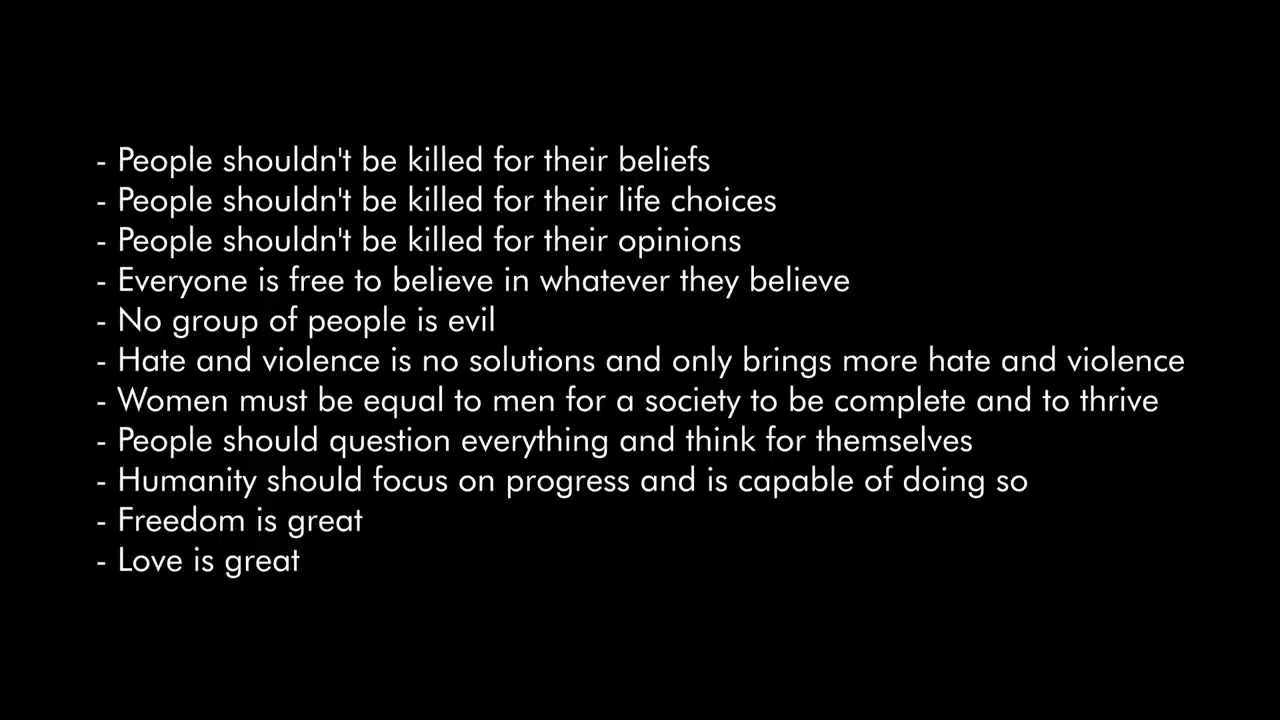 - People shouldn't be killed for their beliefs
- People shouldn't be killed for their life choices
- People shouldn't be killed for their opinions
- Everyone is free to believe in whatever they believe
- No group of people is evil
- Hate and violence is no solutions and only brings more hate and violence
- Women must be equal to men for a society to be complete and to thrive
- People should question everything and think for themselves
- Humanity should focus on progress and is capable of doing so
- Freedom is great
- Love is great